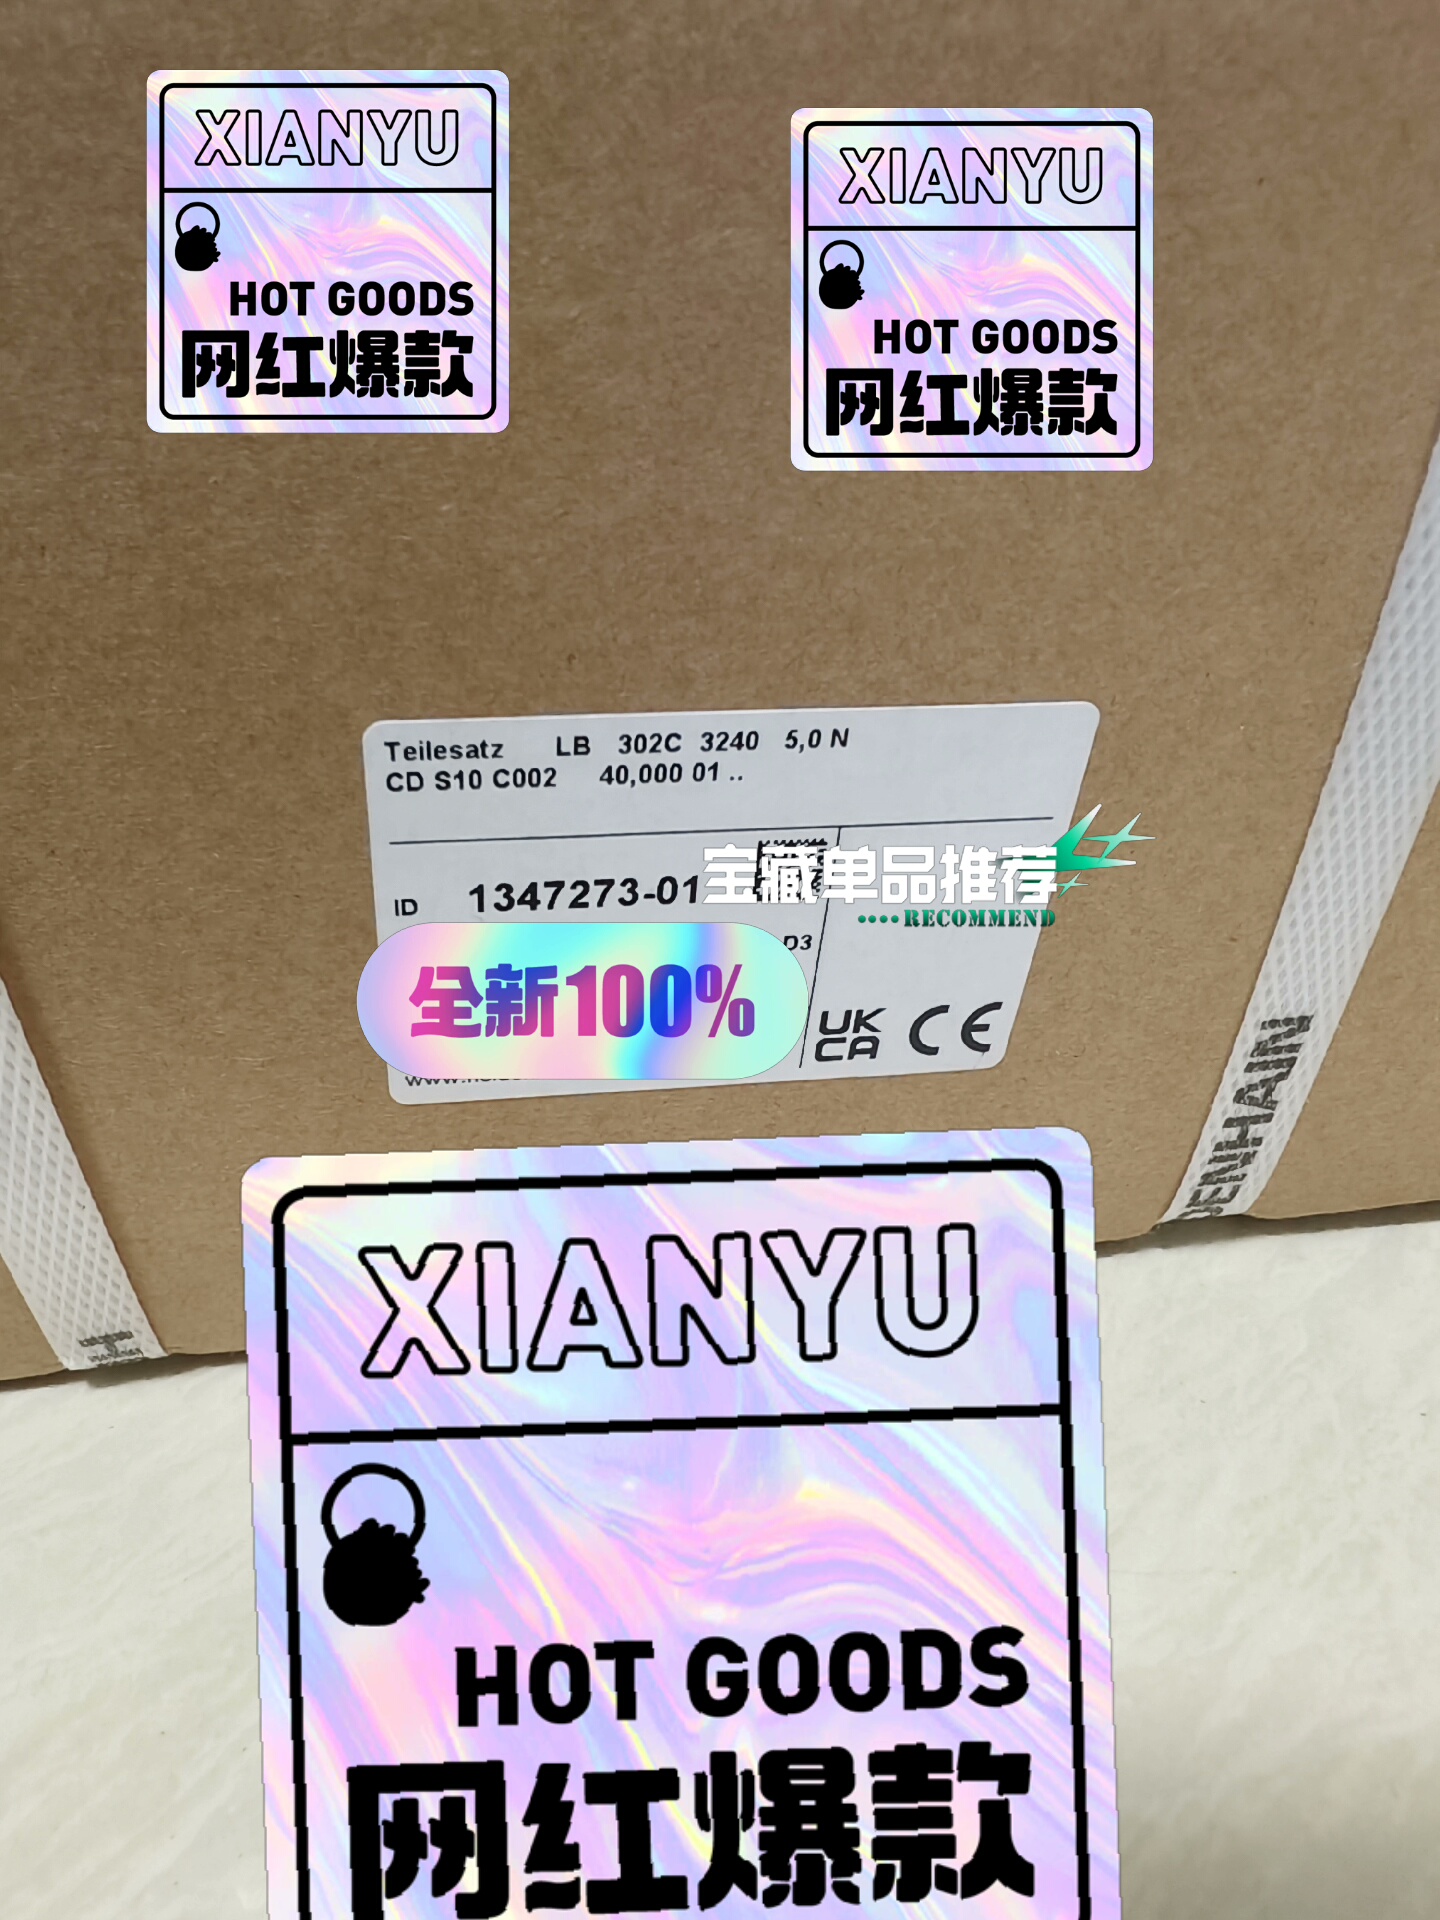 XIANYU
HOT GOODS
网红爆款
XIANYU
HOT GOODS
网红爆款
Teilesatz LB 302C 3240 5,0 N
CD S10 C002 40,000 01 ..
ID 1347273-01
宝藏单品推荐
····RECOMMEND
D3
全新100%
UK
CA CE
XIANYU
HOT GOODS
网红爆款